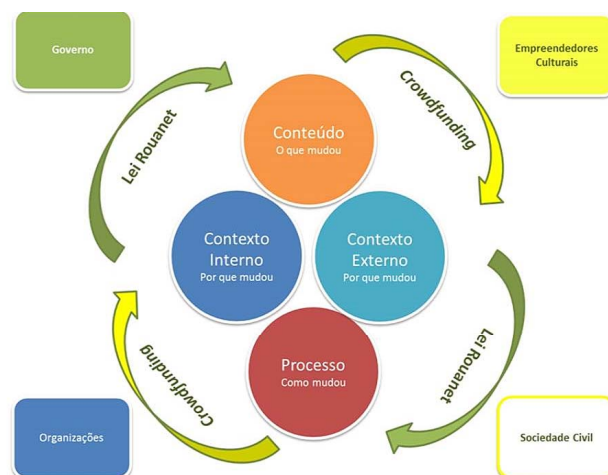 Governo
Empreendedores
Culturais
Lei Rouanet
Crowdfunding
Conteúdo
O que mudou
Contexto
Interno
Por que mudou
Contexto
Externo
Por que mudou
Processo
Como mudou
Crowdfunding
Lei Rouanet
Organizações
Sociedade Civil